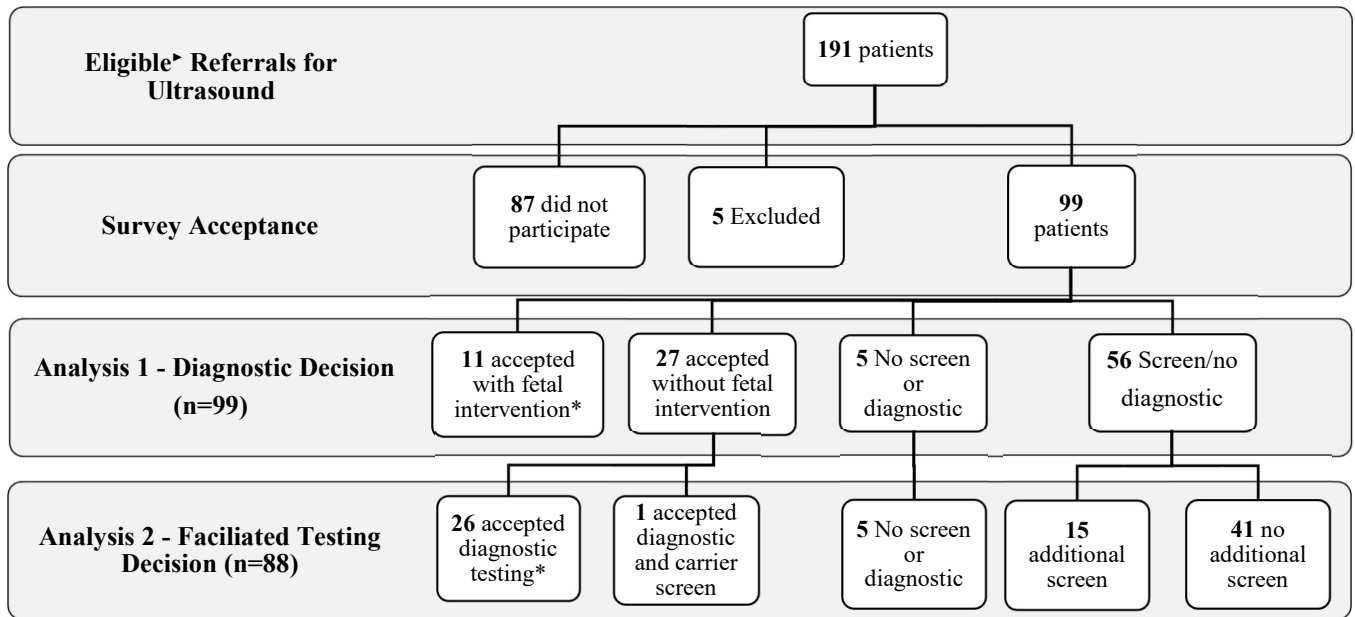 Eligible► Referrals for
Ultrasound
191 patients
Survey Acceptance
87 did not
participate
5 Excluded
99
patients
Analysis 1 - Diagnostic Decision
(n=99)
11 accepted
with fetal
intervention*
27 accepted
without fetal
intervention
5 No screen
or
diagnostic
56 Screen/no
diagnostic
Analysis 2 - Faciliated Testing
Decision (n=88)
26 accepted
diagnostic
testing*
1 accepted
diagnostic
and carrier
screen
5 No screen
or
diagnostic
15
additional
screen
41 no
additional
screen